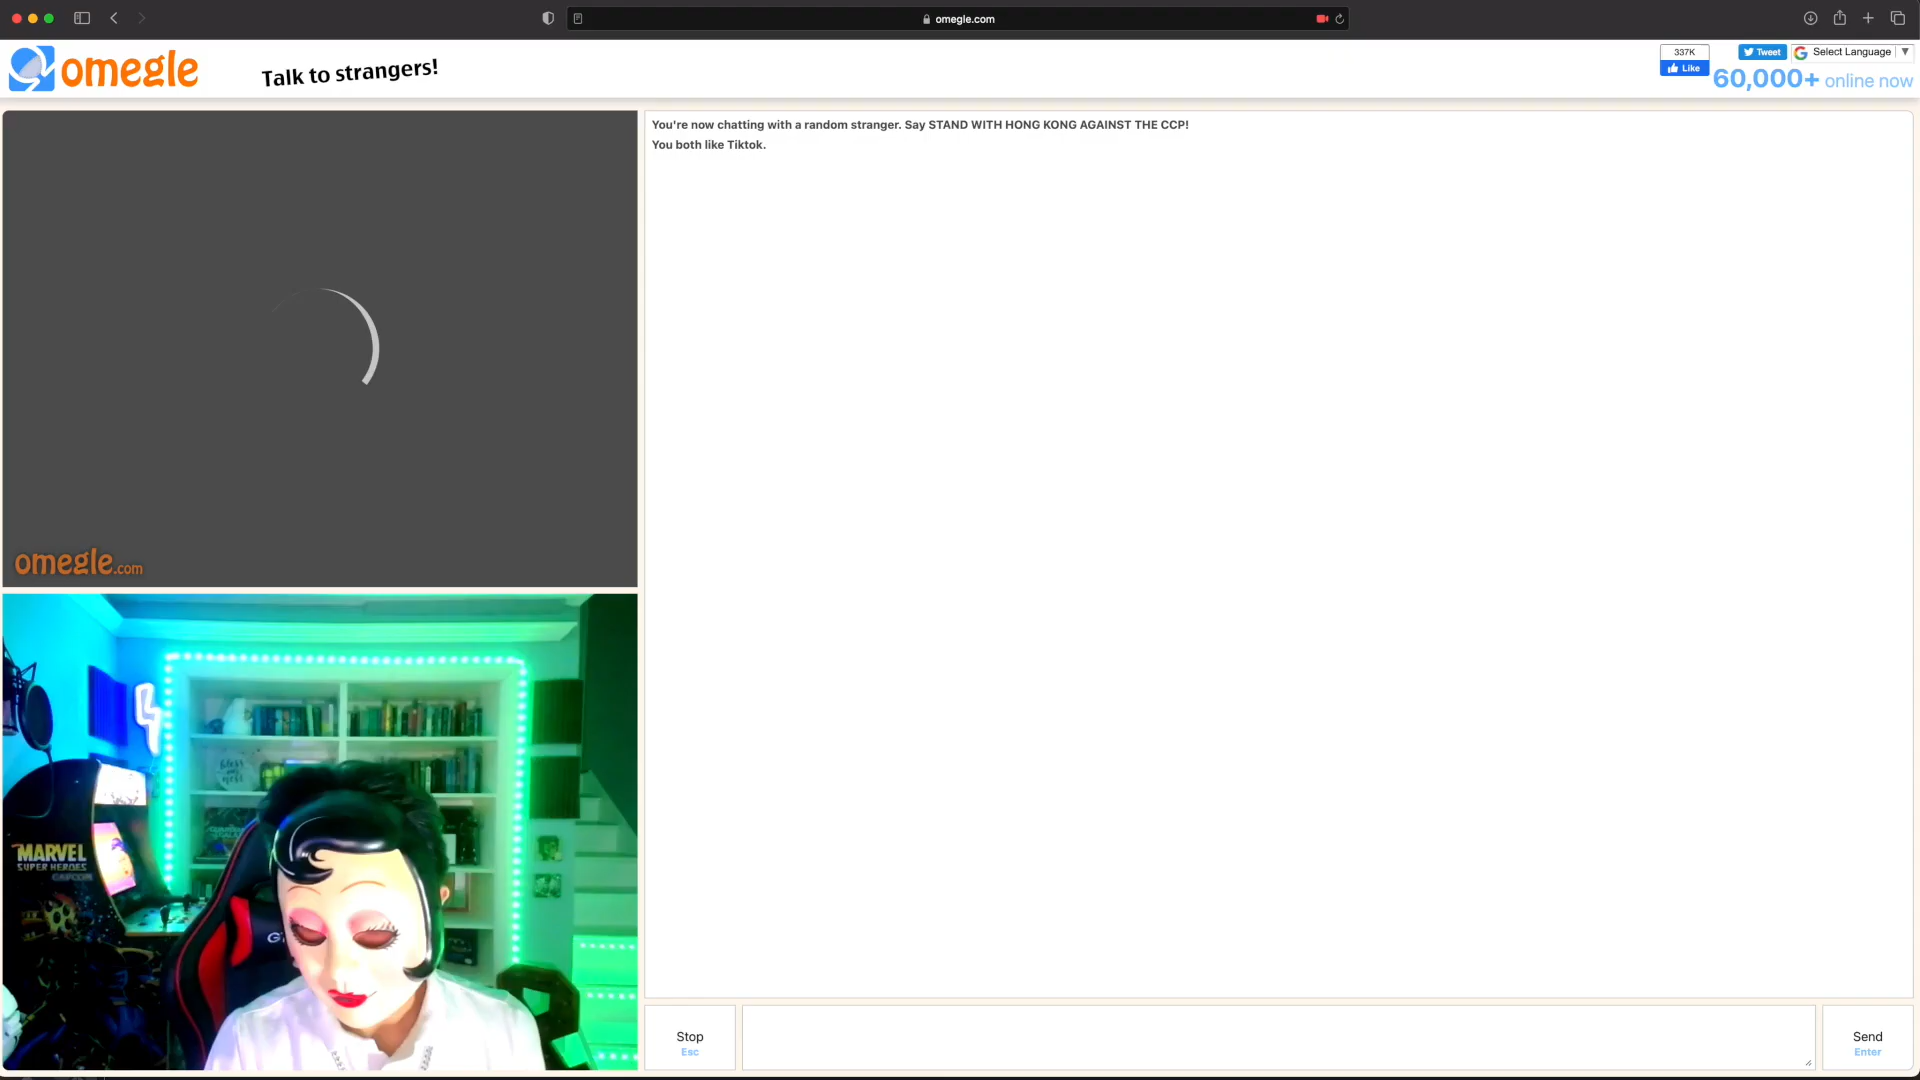 omegle.com
omegle
Talk to strangers!
337K
Like
Tweet
Select Language
60,000+ online now
You're now chatting with a random stranger. Say STAND WITH HONG KONG AGAINST THE CCP!
You both like Tiktok.
omegle.com
MARVEL
SUPER HEROES
CAPCOM
Stop
Esc
Send
Enter